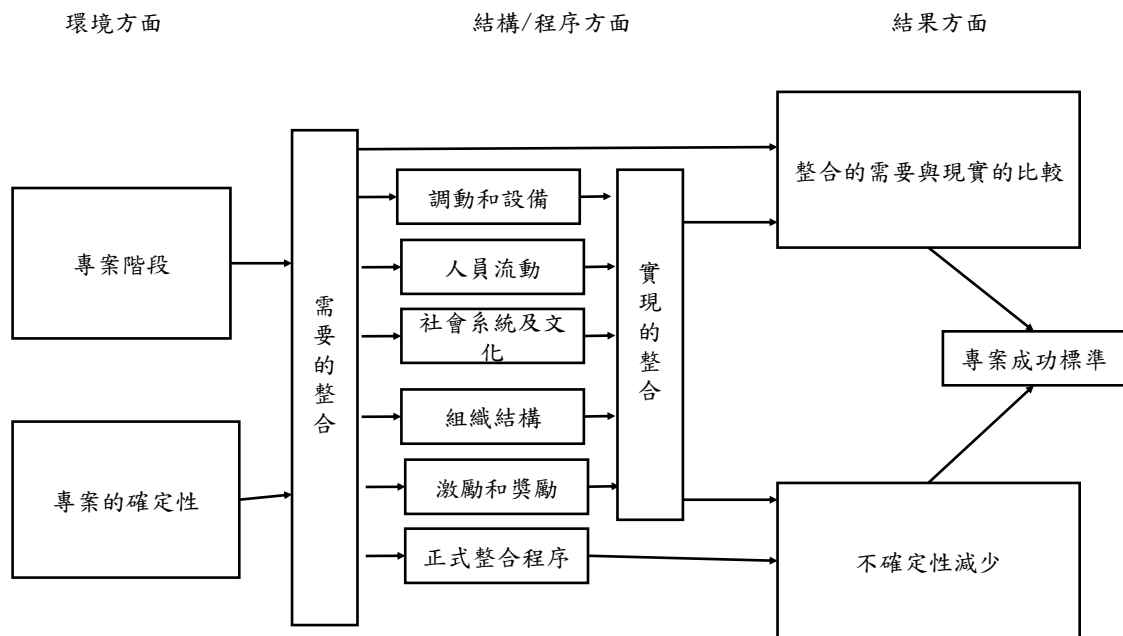 環境方面
結構/程序方面
結果方面
專案階段
專案的確定性
需要的整合
調動和設備
人員流動
社會系統及文
化
組織結構
激勵和獎勵
正式整合程序
實現的整合
整合的需要與現實的比較
專案成功標準
不確定性減少